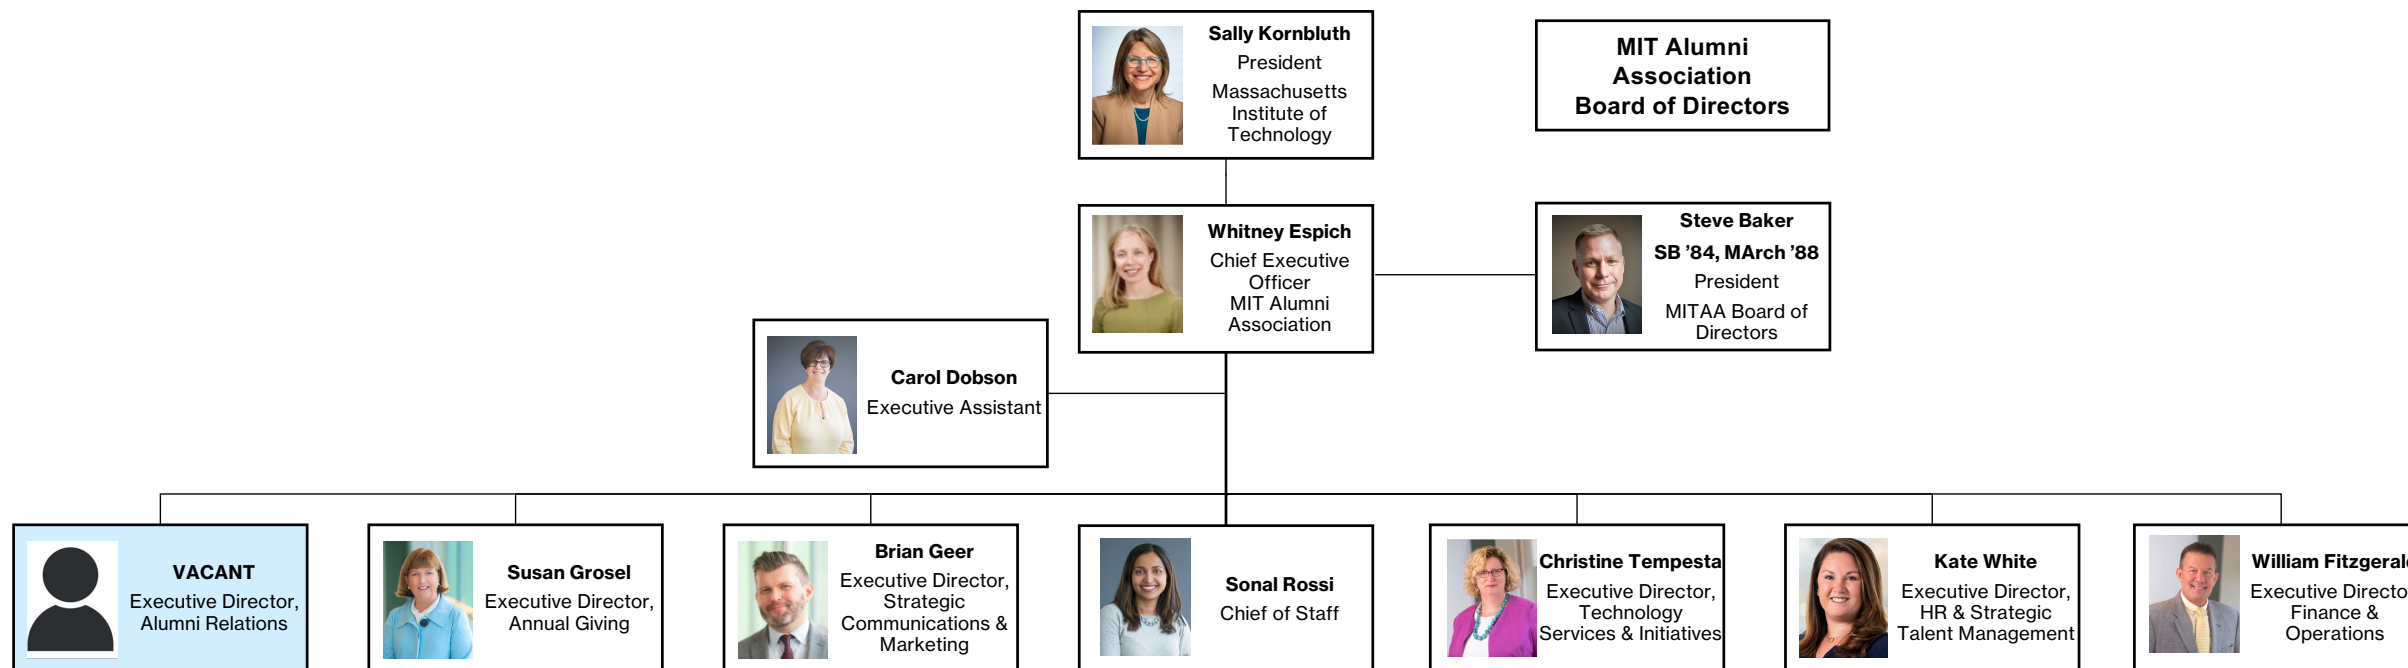 Sally Kornbluth
President
Massachusetts
Institute of
Technology
MIT Alumni
Association
Board of Directors
Whitney Espich
Chief Executive
Officer
MIT Alumni
Association
Steve Baker
SB ’84, MArch ’88
President
MITAA Board of
Directors
Carol Dobson
Executive Assistant
VACANT
Executive Director,
Alumni Relations
Susan Grosel
Executive Director,
Annual Giving
Brian Geer
Executive Director,
Strategic
Communications &
Marketing
Sonal Rossi
Chief of Staff
Christine Tempesta
Executive Director,
Technology
Services & Initiatives
Kate White
Executive Director,
HR & Strategic
Talent Management
William Fitzgerald
Executive Directo
Finance &
Operations